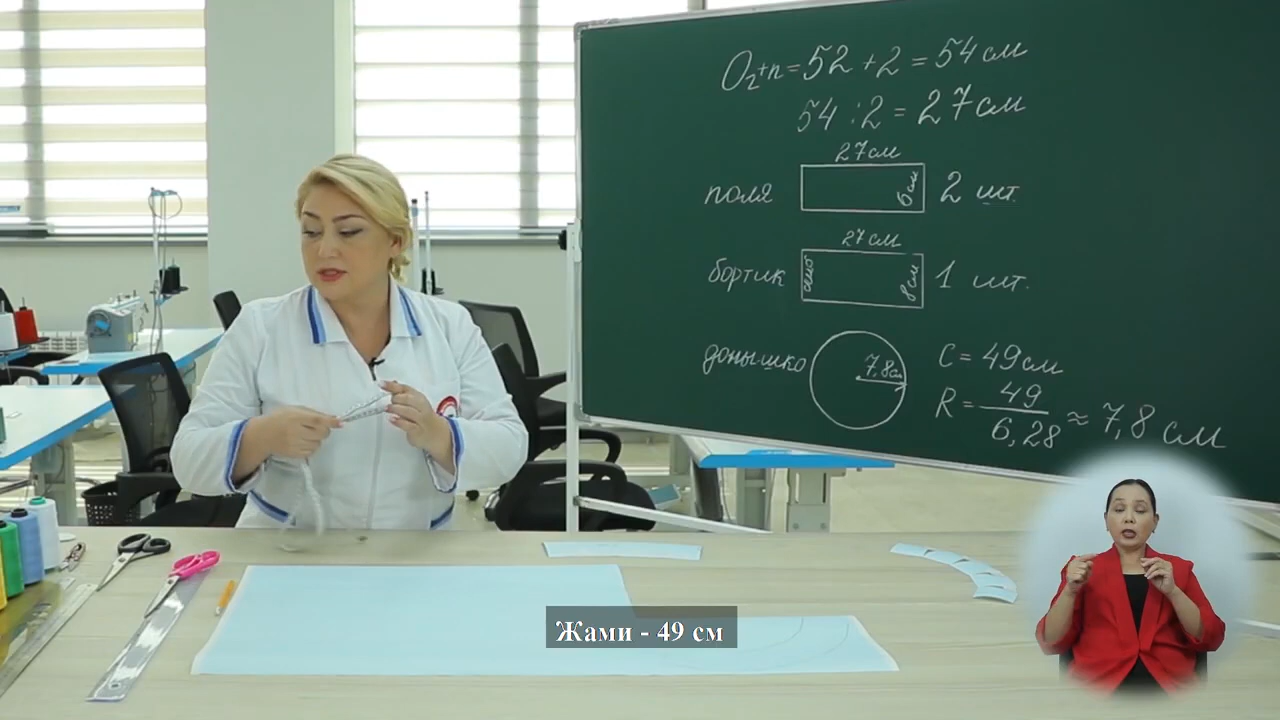 О₂+п = 52 + 2 = 54 см
54 : 2 = 27 см
27 см
поля 6 см 2 шт.
27 см
бортик сгиб 8 см 1 шт.
донышко 7,8 см C = 49 см
R = 49 / 6,28 ≈ 7,8 см
Жами - 49 см